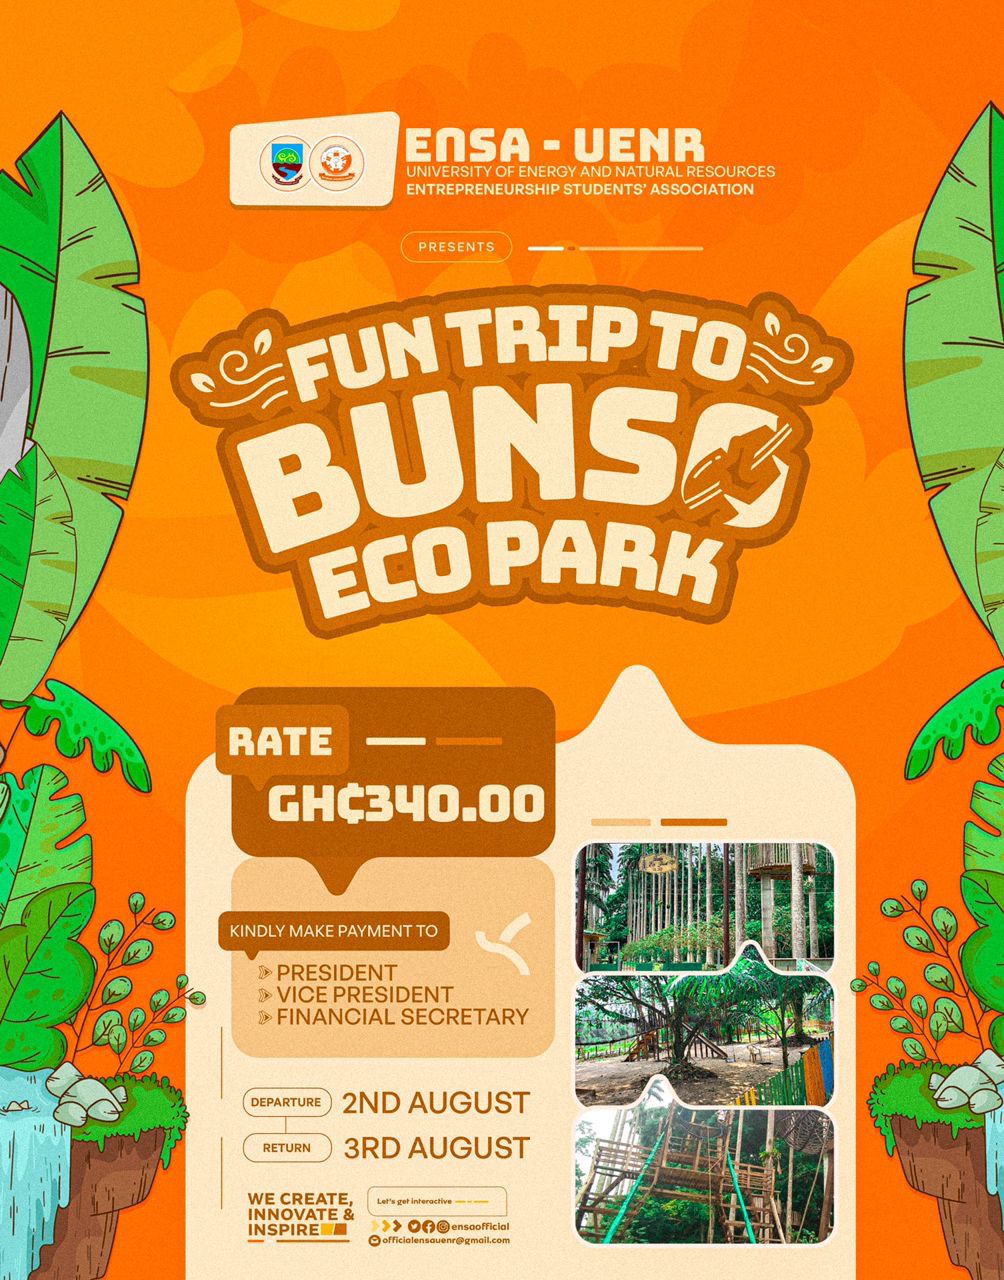 ENSA - UENR
UNIVERSITY OF ENERGY AND NATURAL RESOURCES
ENTREPRENEURSHIP STUDENTS' ASSOCIATION
PRESENTS
FUN TRIP TO
BUNSO
ECO PARK
RATE
GH₵340.00
KINDLY MAKE PAYMENT TO
PRESIDENT
VICE PRESIDENT
FINANCIAL SECRETARY
DEPARTURE 2ND AUGUST
RETURN 3RD AUGUST
WE CREATE,
INNOVATE &
INSPIRE
Let's get interactive
ensaofficial
officialensauenr@gmail.com